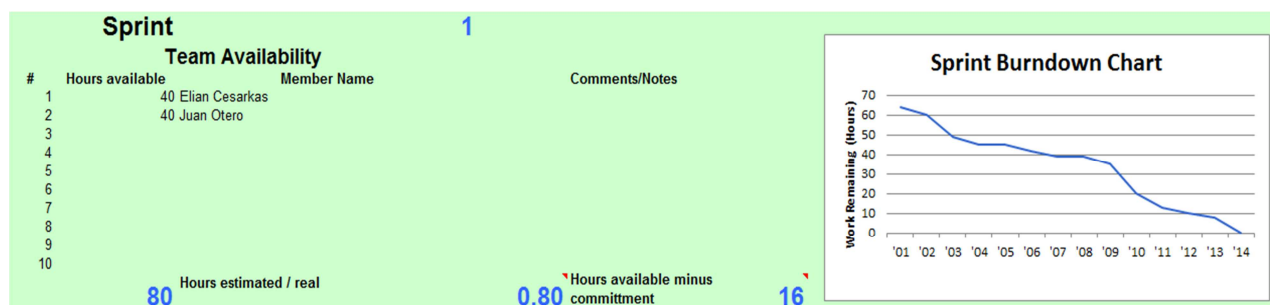 Sprint 1
Team Availability
# Hours available Member Name Comments/Notes
1 40 Elian Cesarkas
2 40 Juan Otero
3
4
5
6
7
8
9
10
80 Hours estimated / real 0.80 Hours available minus committment 16
Sprint Burndown Chart
Work Remaining (Hours)
70
60
50
40
30
20
10
0
'01 '02 '03 '04 '05 '06 '07 '08 '09 '10 '11 '12 '13 '14